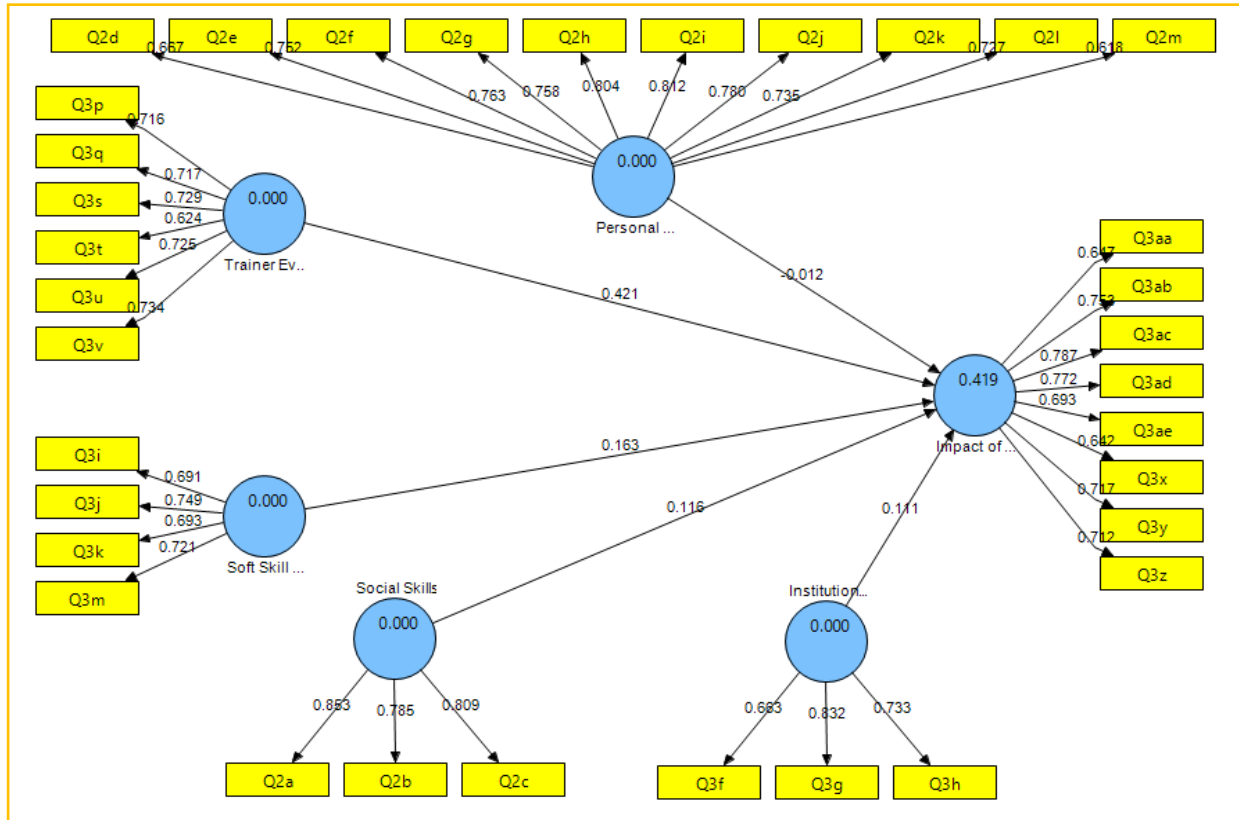 Q2d
Q2e
Q2f
Q2g
Q2h
Q2i
Q2j
Q2k
Q2l
Q2m
0.667
0.752
0.763
0.758
0.804
0.812
0.780
0.735
0.727
0.618
Q3p
Q3q
Q3s
Q3t
Q3u
Q3v
0.716
0.717
0.729
0.624
0.725
0.734
0.000
Trainer Ev..
0.000
Personal ...
-0.012
0.421
0.419
Impact of ...
0.647
0.753
0.787
0.772
0.693
0.642
0.717
0.712
Q3aa
Q3ab
Q3ac
Q3ad
Q3ae
Q3x
Q3y
Q3z
Q3i
Q3j
Q3k
Q3m
0.691
0.749
0.693
0.721
0.000
Soft Skill ...
0.163
0.116
0.111
Social Skills
0.000
0.853
0.785
0.809
Q2a
Q2b
Q2c
Institution...
0.000
0.832
0.733
Q3f
Q3g
Q3h